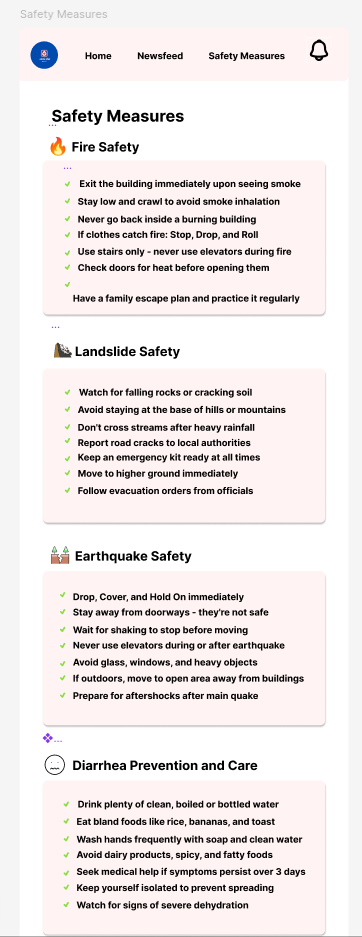 Safety Measures
Home Newsfeed Safety Measures
Safety Measures
...
Fire Safety
...
Exit the building immediately upon seeing smoke
Stay low and crawl to avoid smoke inhalation
Never go back inside a burning building
If clothes catch fire: Stop, Drop, and Roll
Use stairs only - never use elevators during fire
Check doors for heat before opening them
Have a family escape plan and practice it regularly
...
Landslide Safety
Watch for falling rocks or cracking soil
Avoid staying at the base of hills or mountains
Don't cross streams after heavy rainfall
Report road cracks to local authorities
Keep an emergency kit ready at all times
Move to higher ground immediately
Follow evacuation orders from officials
Earthquake Safety
Drop, Cover, and Hold On immediately
Stay away from doorways - they're not safe
Wait for shaking to stop before moving
Never use elevators during or after earthquake
Avoid glass, windows, and heavy objects
If outdoors, move to open area away from buildings
Prepare for aftershocks after main quake
...
Diarrhea Prevention and Care
Drink plenty of clean, boiled or bottled water
Eat bland foods like rice, bananas, and toast
Wash hands frequently with soap and clean water
Avoid dairy products, spicy, and fatty foods
Seek medical help if symptoms persist over 3 days
Keep yourself isolated to prevent spreading
Watch for signs of severe dehydration